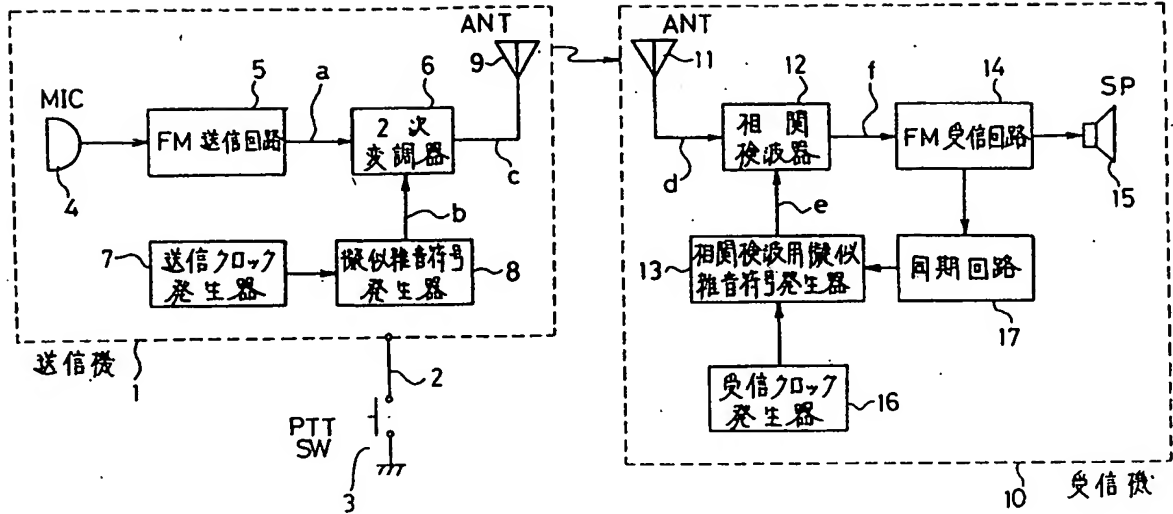 ANT
9
MIC
4
5
FM 送信回路
a
6
2次
変調器
c
b
7
送信クロック
発生器
擬似雑音符号
発生器
8
送信機
1
2
PTT
SW
3
ANT
11
d
12
相関
検波器
f
14
FM 受信回路
SP
15
e
13
相関検波用擬似
雑音符号発生器
同期回路
17
受信クロック
発生器
16
10
受信機